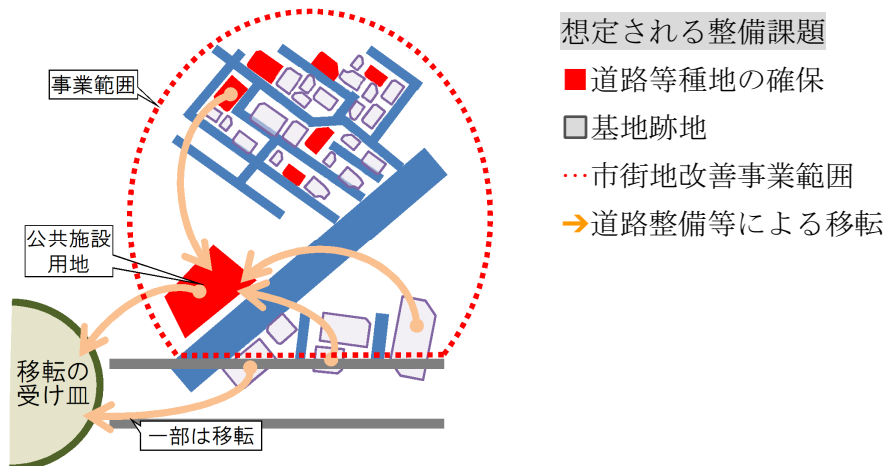 事業範囲
公共施設
用地
移転の
受け皿
一部は移転
想定される整備課題
■道路等種地の確保
□基地跡地
…市街地改善事業範囲
➔道路整備等による移転